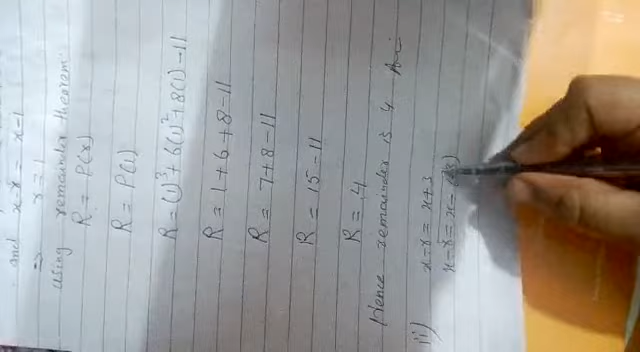 and x-r = x-1
⇒ r=1
Using remainder theorem.
R = P(r)
R = P(1)
R = (1)³+6(1)²+8(1)-11
R = 1+6+8-11
R = 7+8-11
R = 15-11
R = 4
Hence remainder is 4 Ans
ii) x-r = x+3
x-r = x-